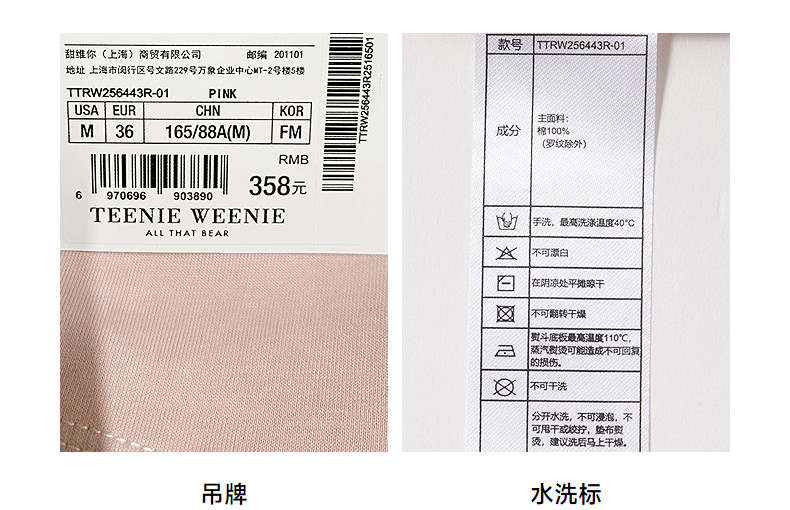 甜维你（上海）商贸有限公司 邮编 201101
地址 上海市闵行区号文路229号万象企业中心MT-2号楼5楼
TTRW256443R-01 PINK
USA EUR CHN KOR
M 36 165/88A(M) FM
RMB
358元
6 970696 903890
TEENIE WEENIE
ALL THAT BEAR
TTRW256443R2516501
款号 TTRW256443R-01
成分
主面料：
棉100%
（罗纹除外）
手洗，最高洗涤温度40°C
不可漂白
在阴凉处平摊晾干
不可翻转干燥
熨斗底板最高温度110℃，
蒸汽熨烫可能造成不可回复
的损伤。
不可干洗
分开水洗，不可浸泡，不
可甩干或绞拧，垫布熨
烫，建议洗后马上干燥。
吊牌
水洗标